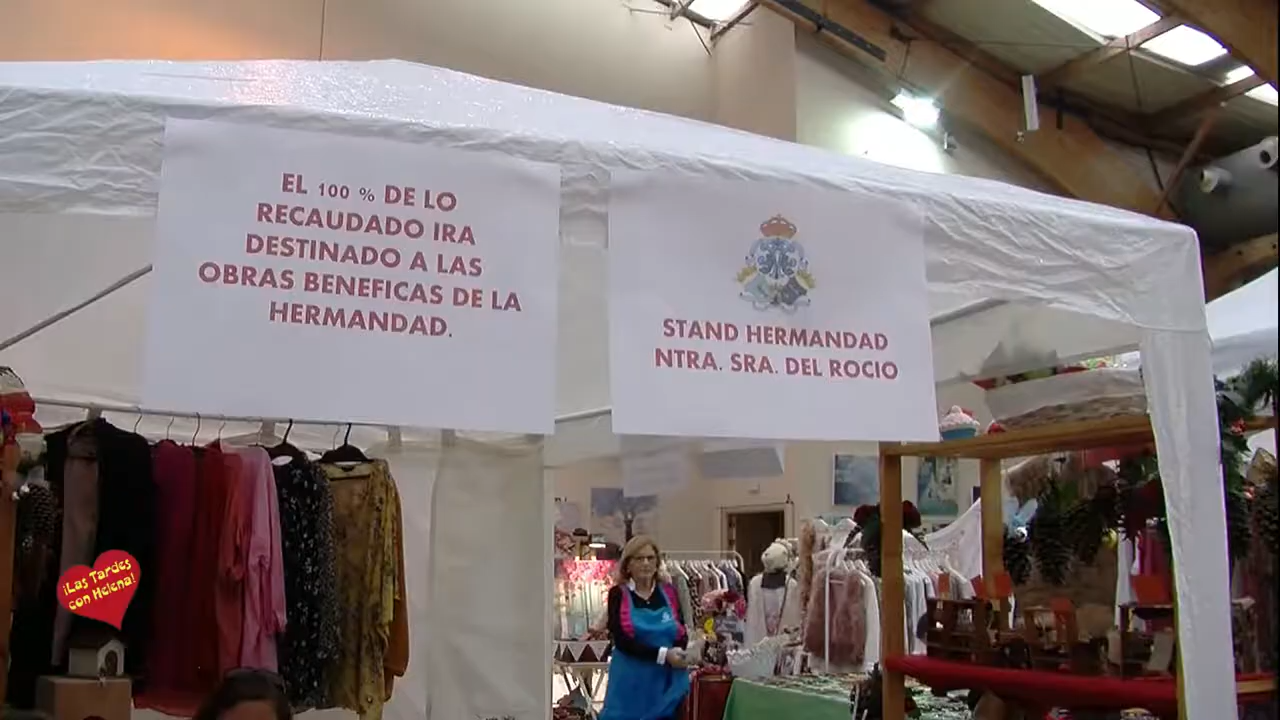 EL 100 % DE LO
RECAUDADO IRA
DESTINADO A LAS
OBRAS BENEFICAS DE LA
HERMANDAD.
STAND HERMANDAD
NTRA. SRA. DEL ROCIO
¡Las Tardes
con Helena!